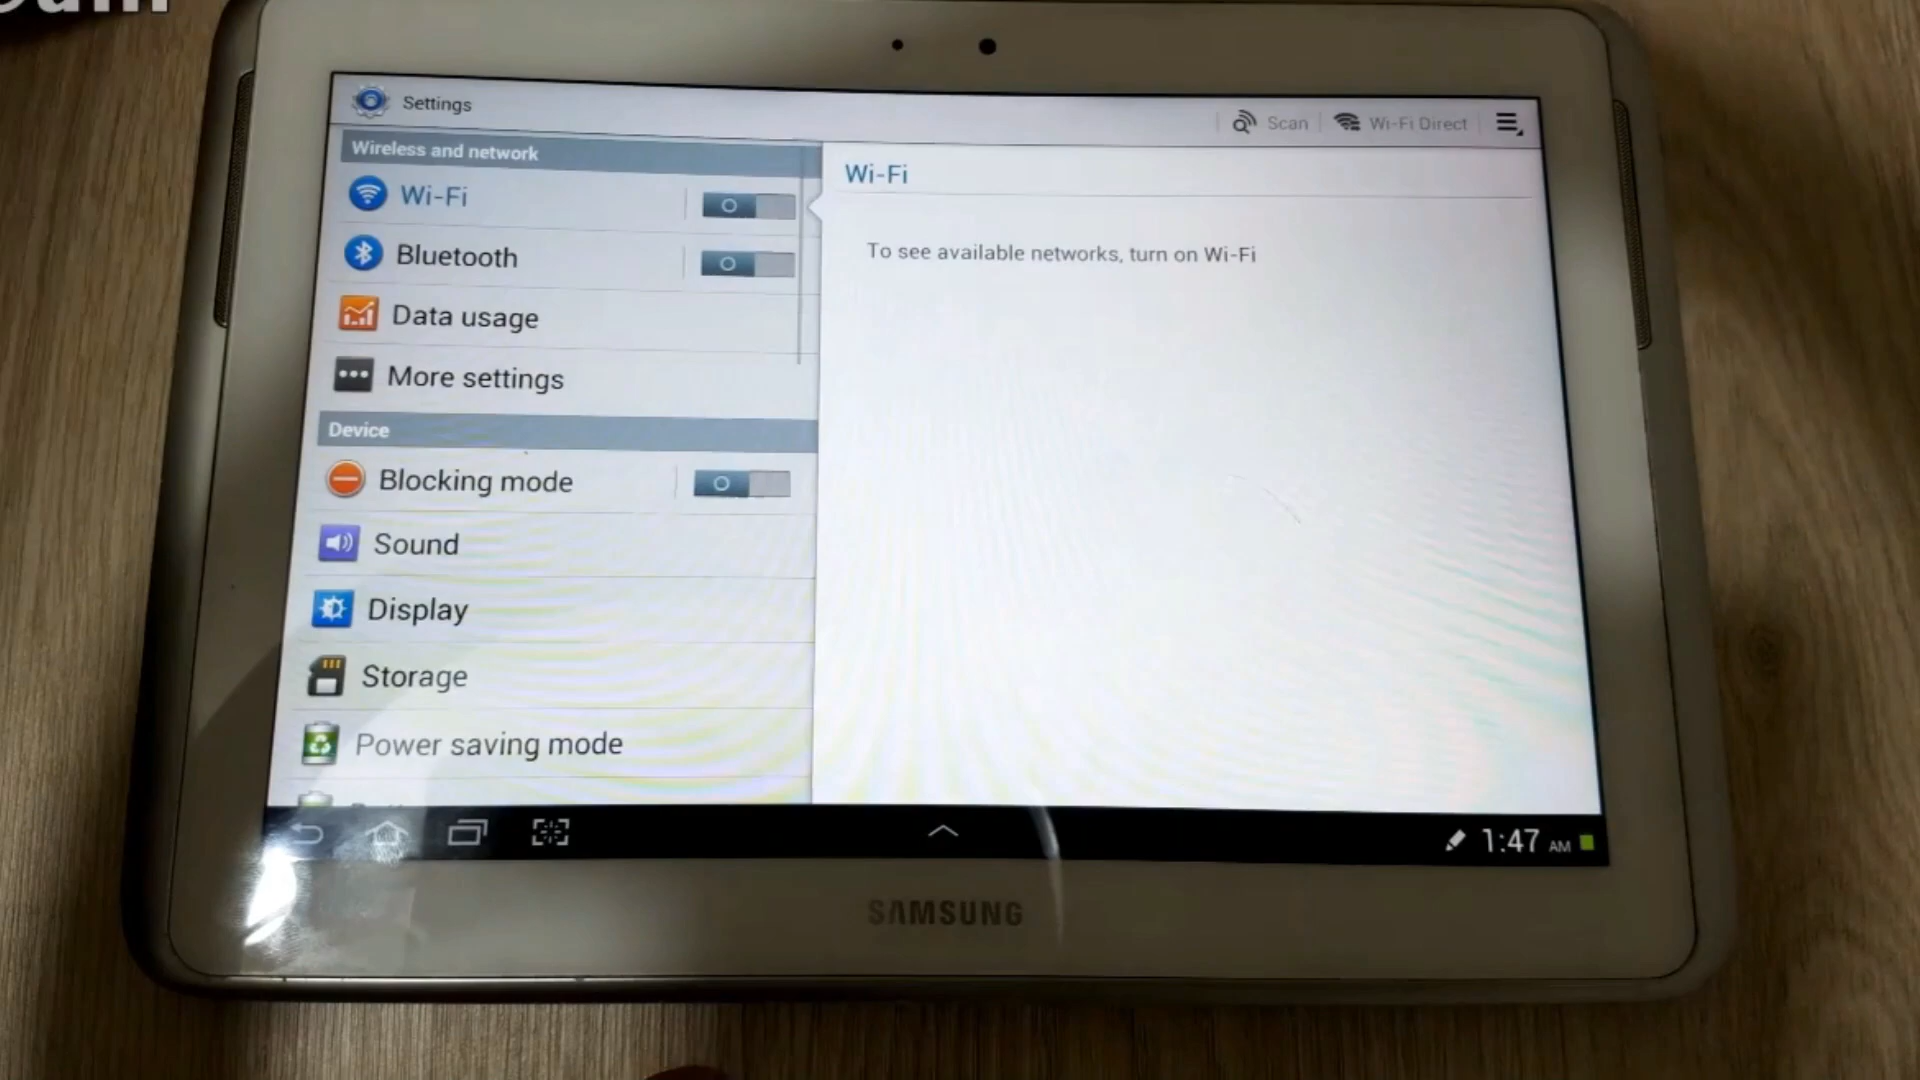 Settings
Scan
Wi-Fi Direct
Wireless and network
Wi-Fi
Bluetooth
Data usage
More settings
Device
Blocking mode
Sound
Display
Storage
Power saving mode
Wi-Fi
To see available networks, turn on Wi-Fi
1:47 AM
SAMSUNG